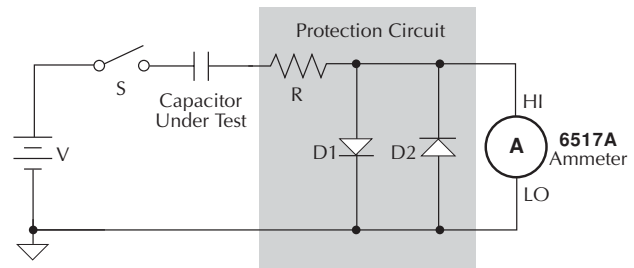 Protection Circuit
S
Capacitor
Under Test
R
HI
V
D1
D2
A
6517A
Ammeter
LO